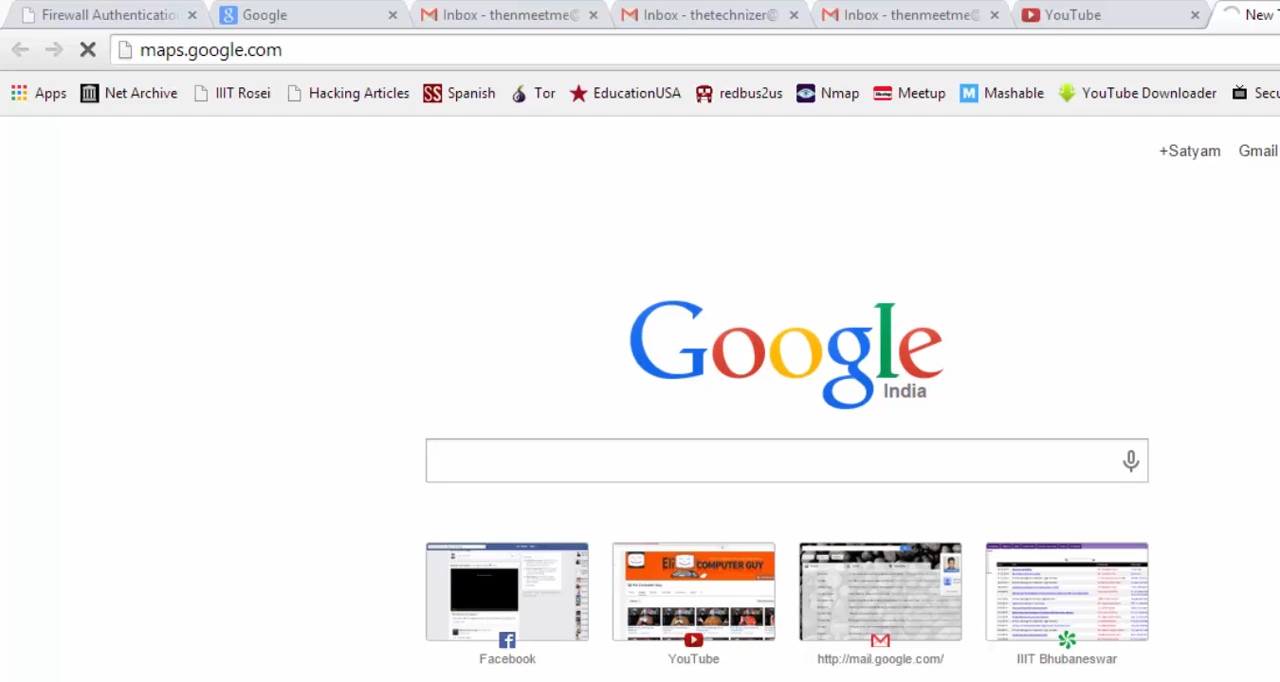 Firewall Authenticatio
Google
Inbox - thenmeetme@
Inbox - thetechnizer@
Inbox - thenmeetme@
YouTube
New T
maps.google.com
Apps
Net Archive
IIIT Rosei
Hacking Articles
SS Spanish
Tor
EducationUSA
redbus2us
Nmap
Meetup
M Mashable
YouTube Downloader
Secu
+Satyam Gmail
Google
India
COMPUTER GUY
Facebook
YouTube
http://mail.google.com/
IIIT Bhubaneswar